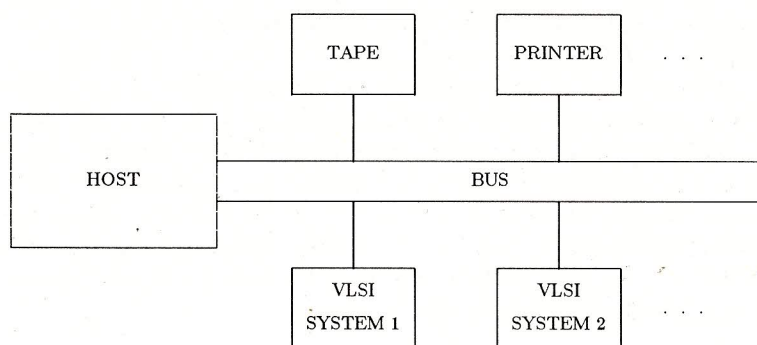 TAPE
PRINTER
. . .
HOST
BUS
VLSI
SYSTEM 1
VLSI
SYSTEM 2
. . .